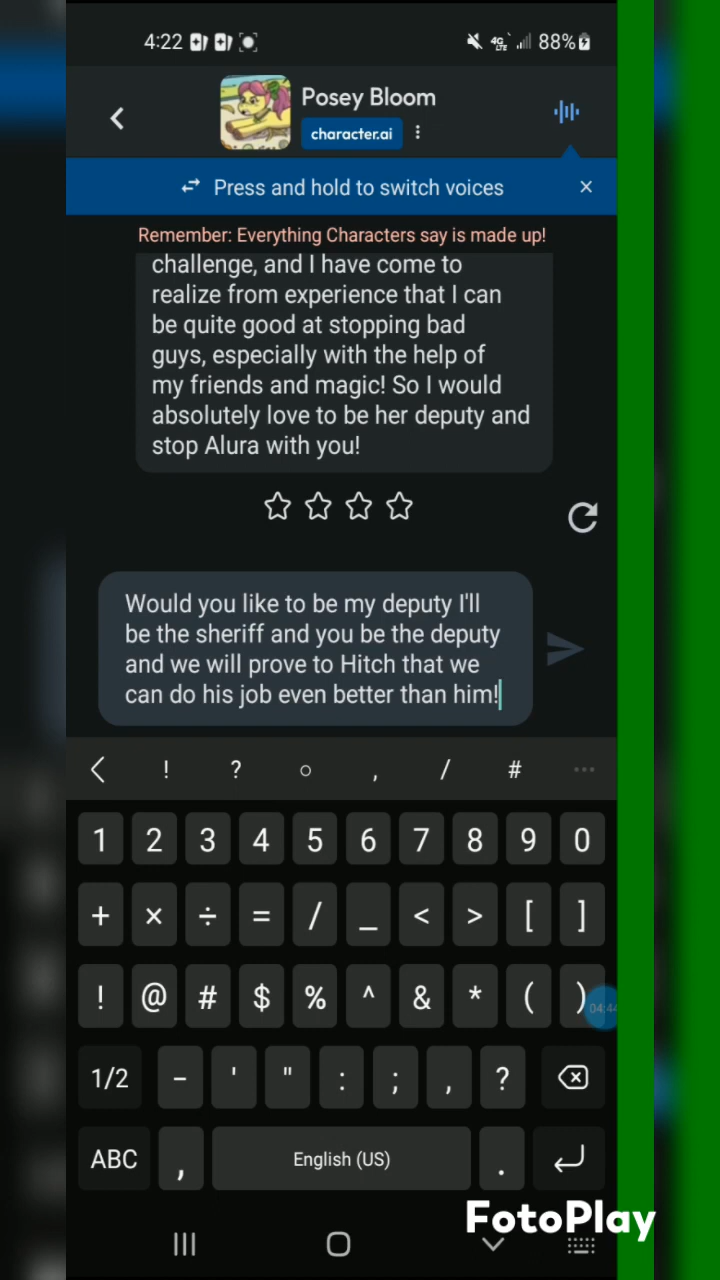 4:22
4G LTE 88%
Posey Bloom
character.ai
Press and hold to switch voices
Remember: Everything Characters say is made up!
challenge, and I have come to
realize from experience that I can
be quite good at stopping bad
guys, especially with the help of
my friends and magic! So I would
absolutely love to be her deputy and
stop Alura with you!
Would you like to be my deputy I'll
be the sheriff and you be the deputy
and we will prove to Hitch that we
can do his job even better than him!
! ? ○ , / # ...
1 2 3 4 5 6 7 8 9 0
+ × ÷ = / _ < > [ ]
! @ # $ % ^ & * ( )
04:44
1/2 - ' " : ; , ?
ABC , English (US) .
FotoPlay